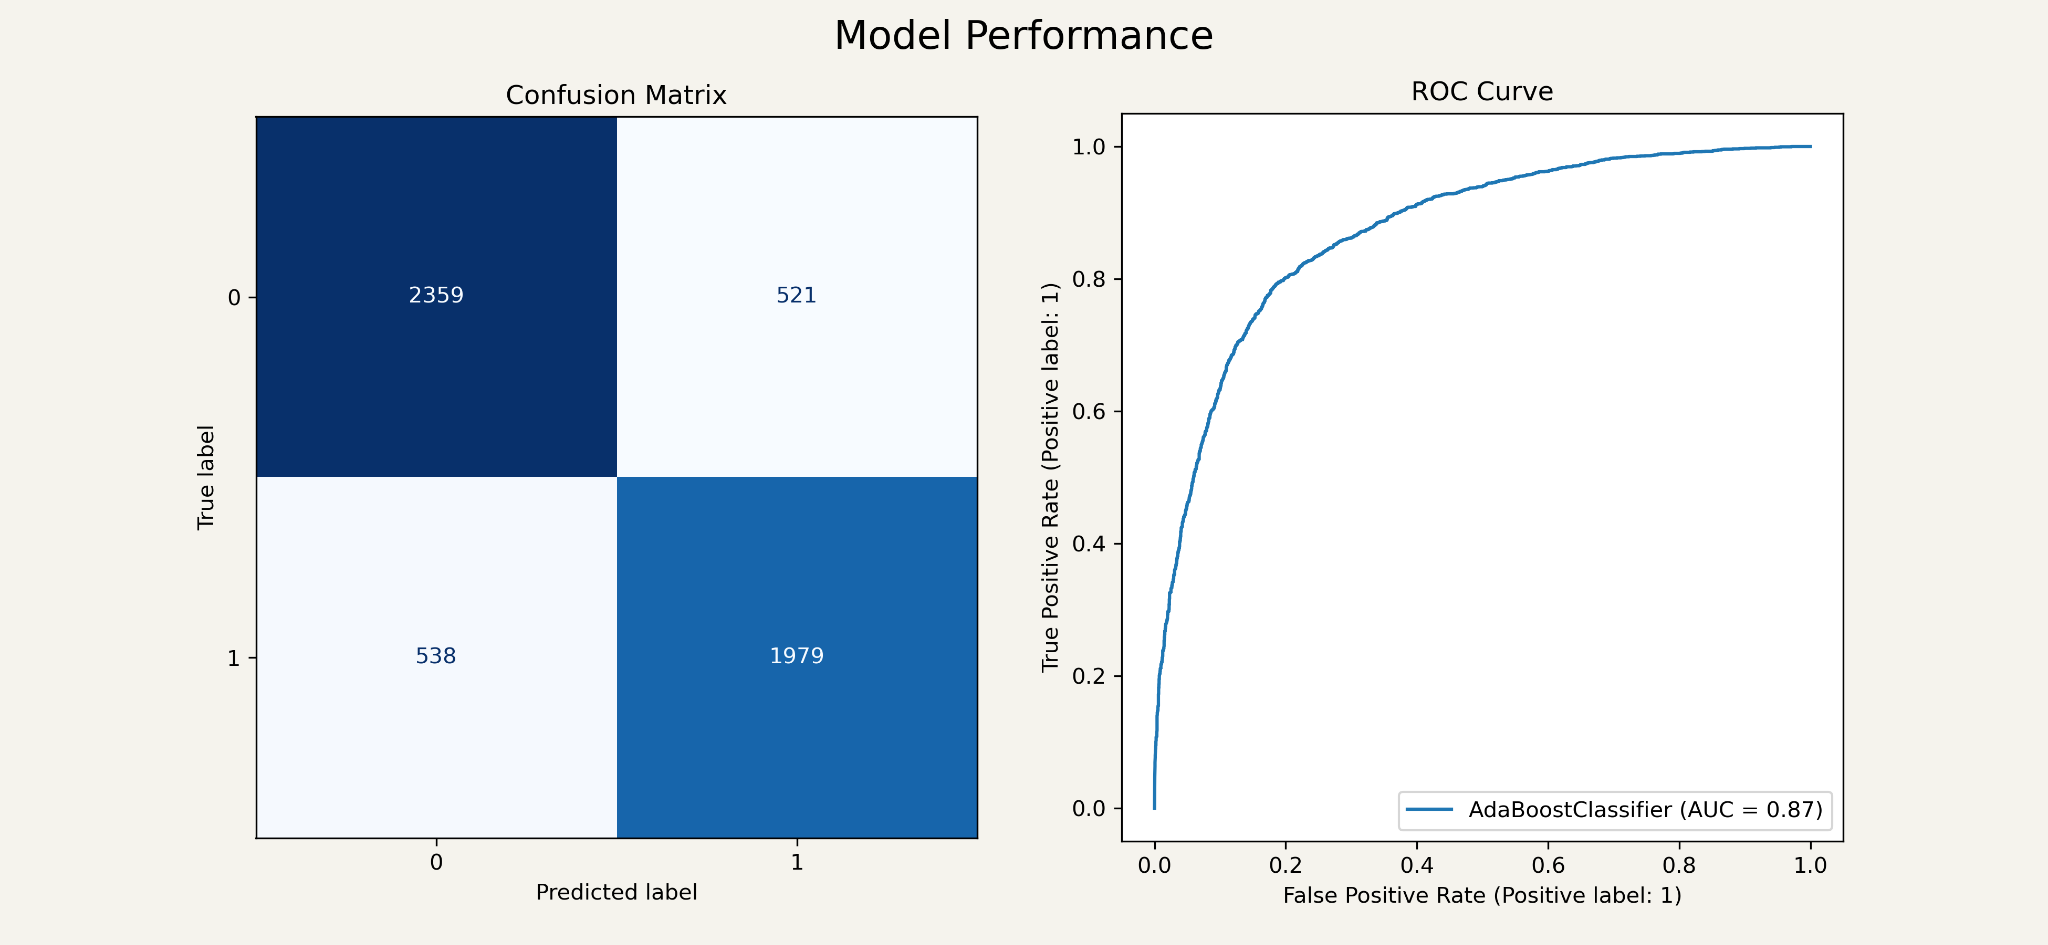 Model Performance
Confusion Matrix
2359
521
538
1979
0
1
True label
0
1
Predicted label
ROC Curve
1.0
0.8
0.6
0.4
0.2
0.0
True Positive Rate (Positive label: 1)
AdaBoostClassifier (AUC = 0.87)
0.0
0.2
0.4
0.6
0.8
1.0
False Positive Rate (Positive label: 1)